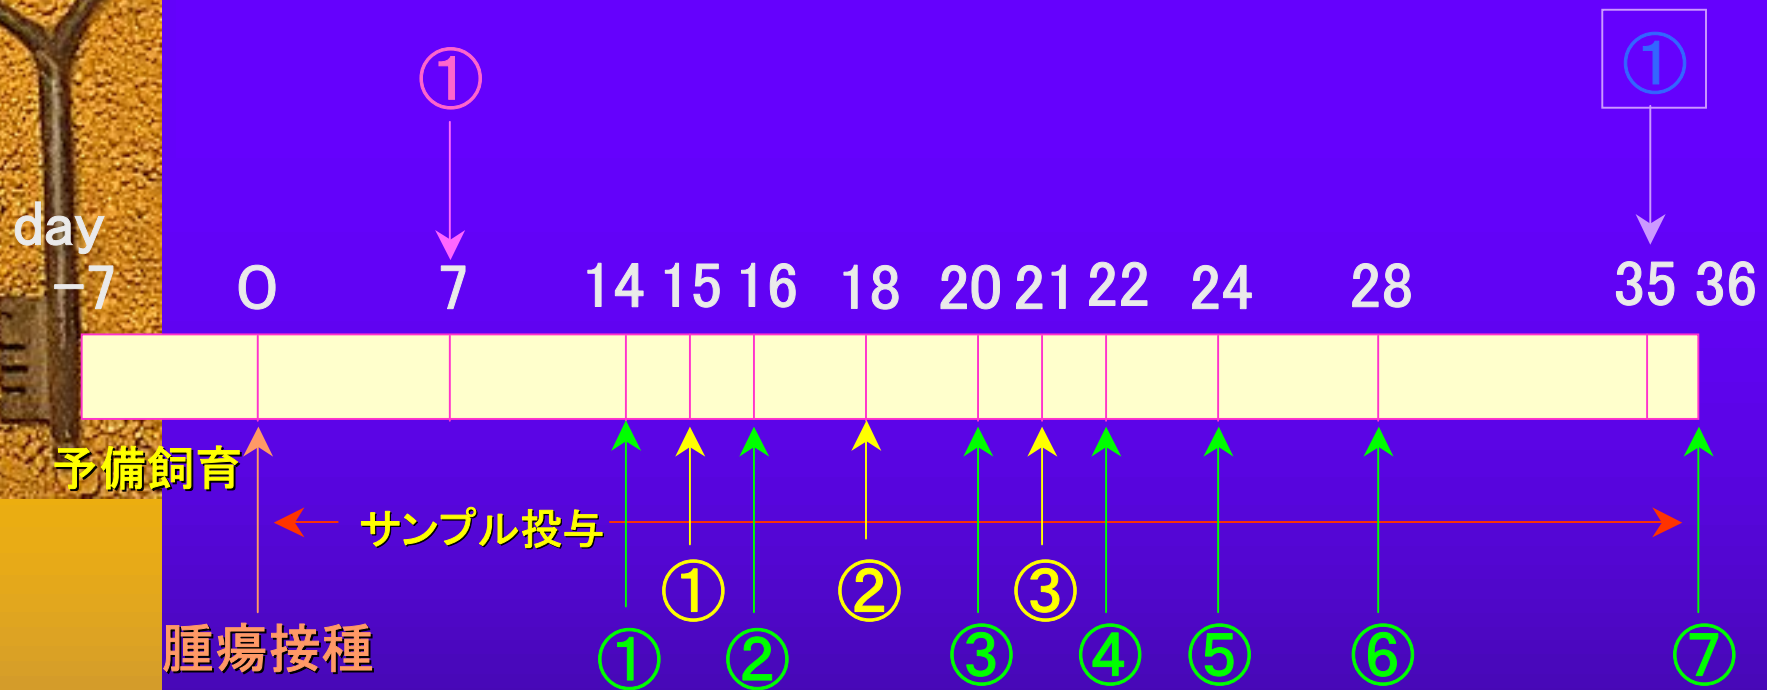 ① ①
day
-7 0 7 14 15 16 18 20 21 22 24 28 35 36
予備飼育
サンプル投与
① ② ③
腫瘍接種
① ② ③ ④ ⑤ ⑥ ⑦